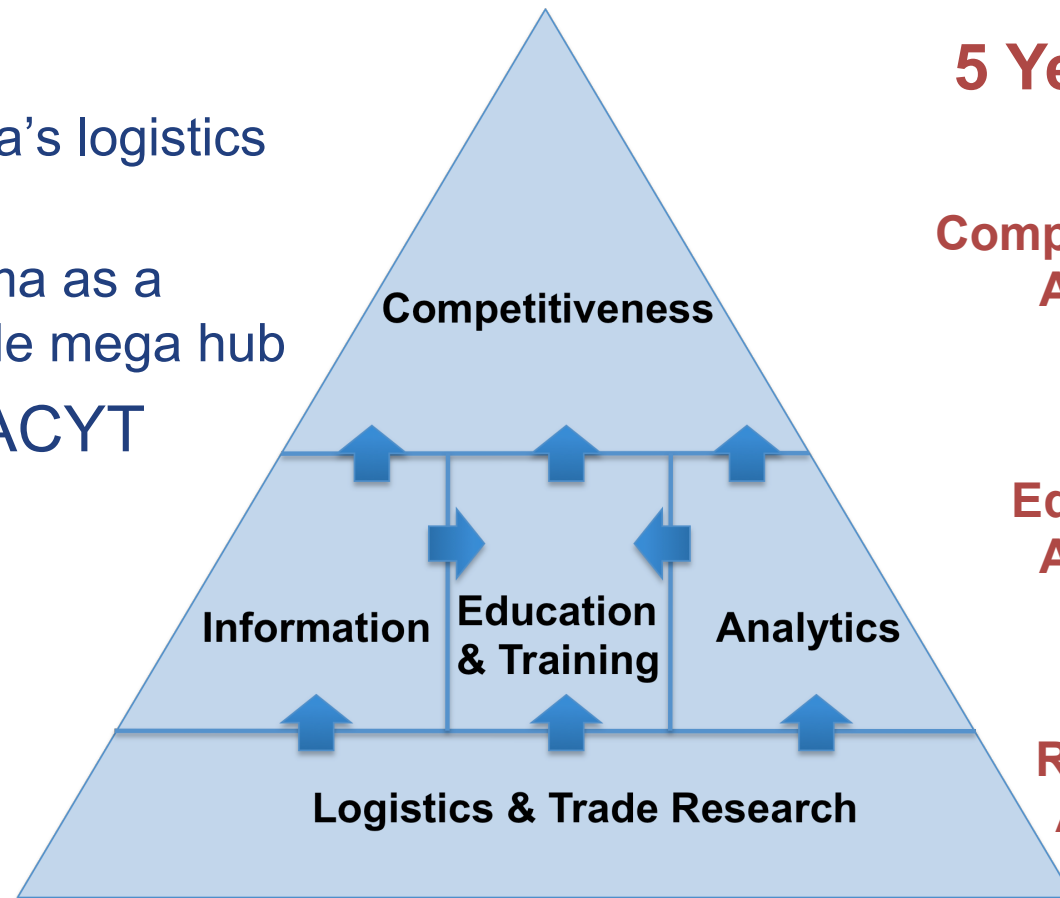 a's logistics
na as a
le mega hub
ACYT
5 Ye
Comp
A
Ed
A
R
A
Competitiveness
Information
Education
& Training
Analytics
Logistics & Trade Research